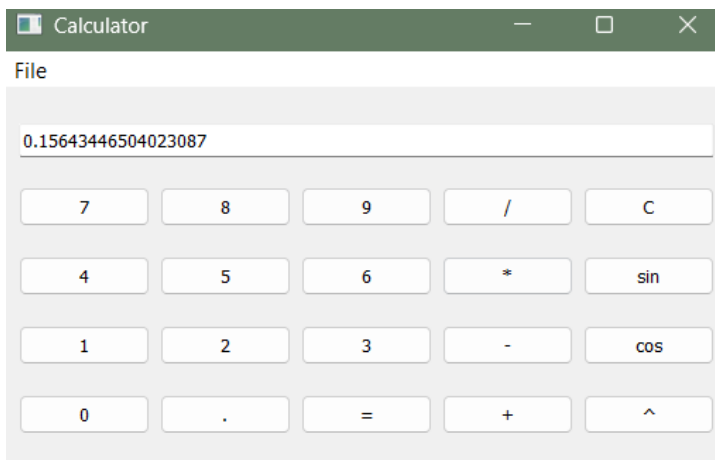 Calculator
File
0.15643446504023087
7 8 9 / C
4 5 6 * sin
1 2 3 - cos
0 . = + ^